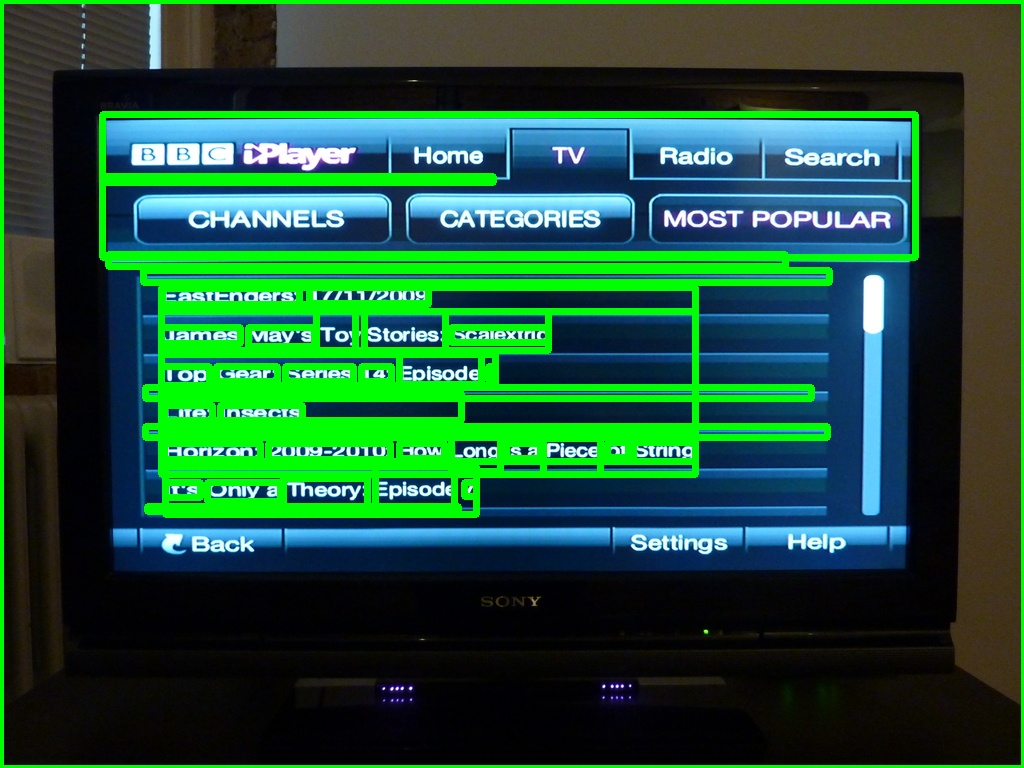 BRAVIA
BBC iPlayer Home TV Radio Search
CHANNELS CATEGORIES MOST POPULAR
EastEnders: 17/11/2009
James May's Toy Stories: Scalextric
Top Gear: Series 14: Episode
Life: Insects
Horizon: 2009-2010: How Long is a Piece of String
It's Only a Theory: Episode 7
Back Settings Help
SONY